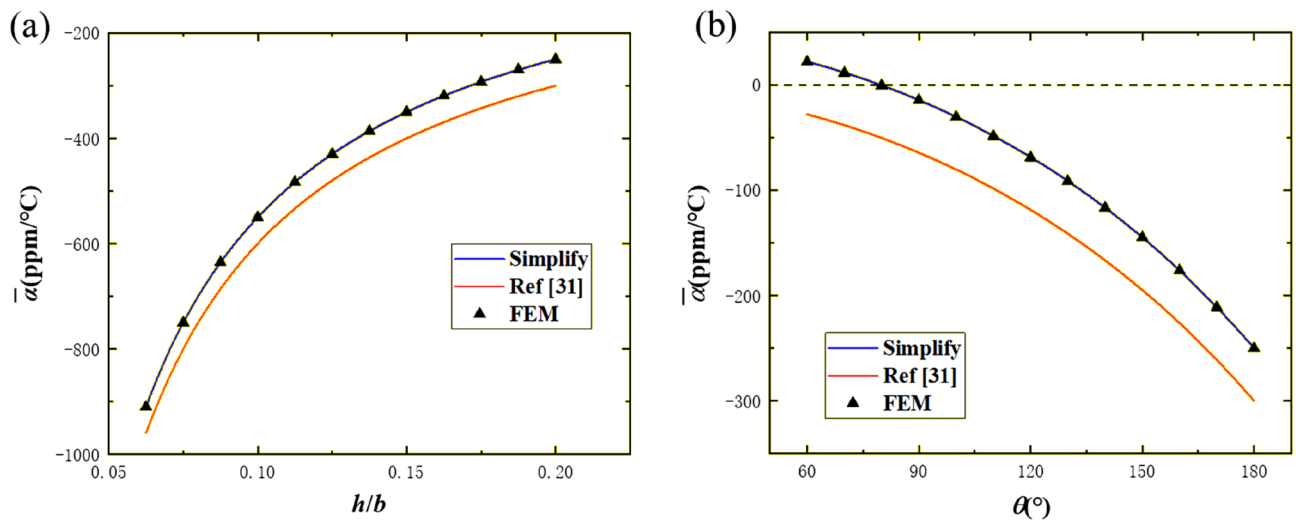 (a)
-200
-400
-600
-800
-1000
ᾱ(ppm/°C)
0.05
0.10
0.15
0.20
h/b
Simplify
Ref [31]
FEM
(b)
0
-100
-200
-300
ᾱ(ppm/°C)
60
90
120
150
180
θ(°)
Simplify
Ref [31]
FEM